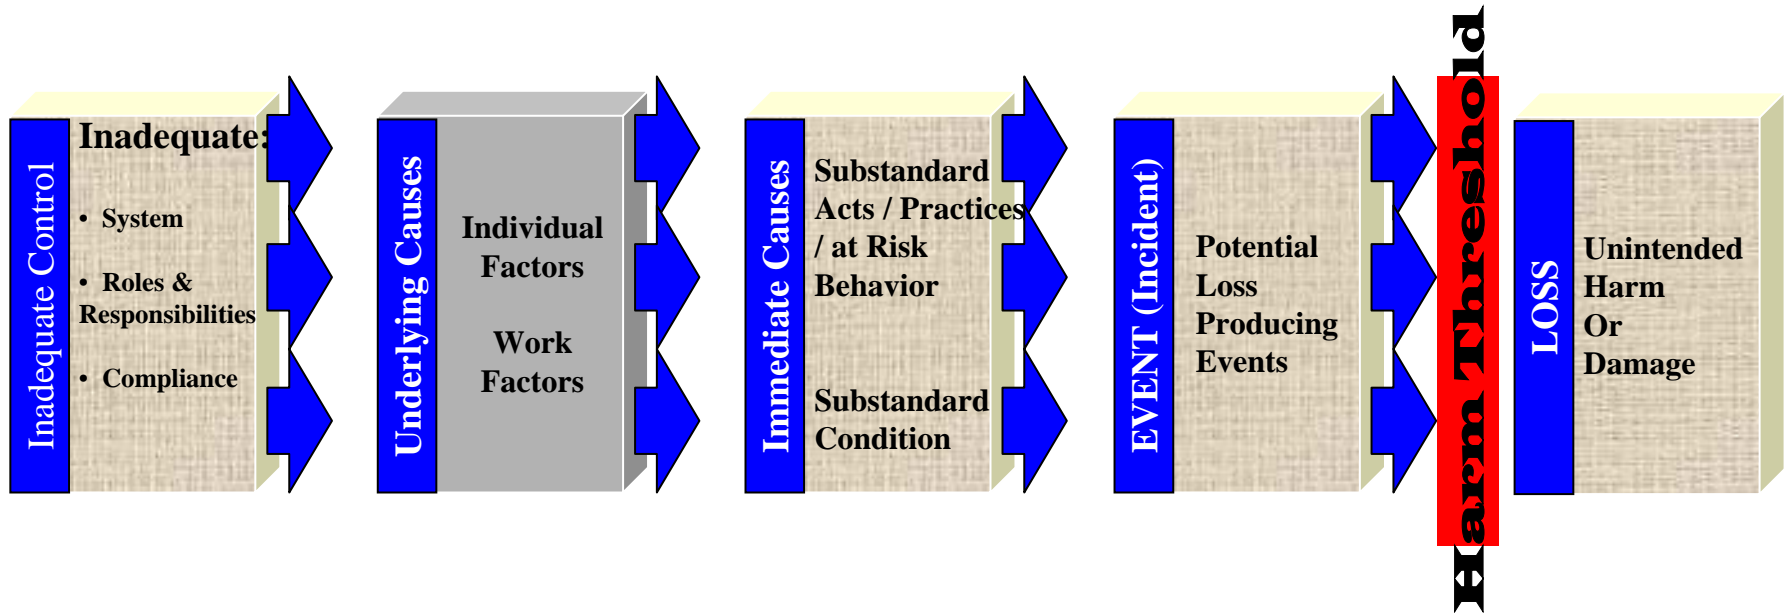 Inadequate Control
Inadequate:
• System
• Roles &
Responsibilities
• Compliance
Underlying Causes
Individual
Factors
Work
Factors
Immediate Causes
Substandard
Acts / Practices
/ at Risk
Behavior
Substandard
Condition
EVENT (Incident)
Potential
Loss
Producing
Events
Harm Threshold
LOSS
Unintended
Harm
Or
Damage